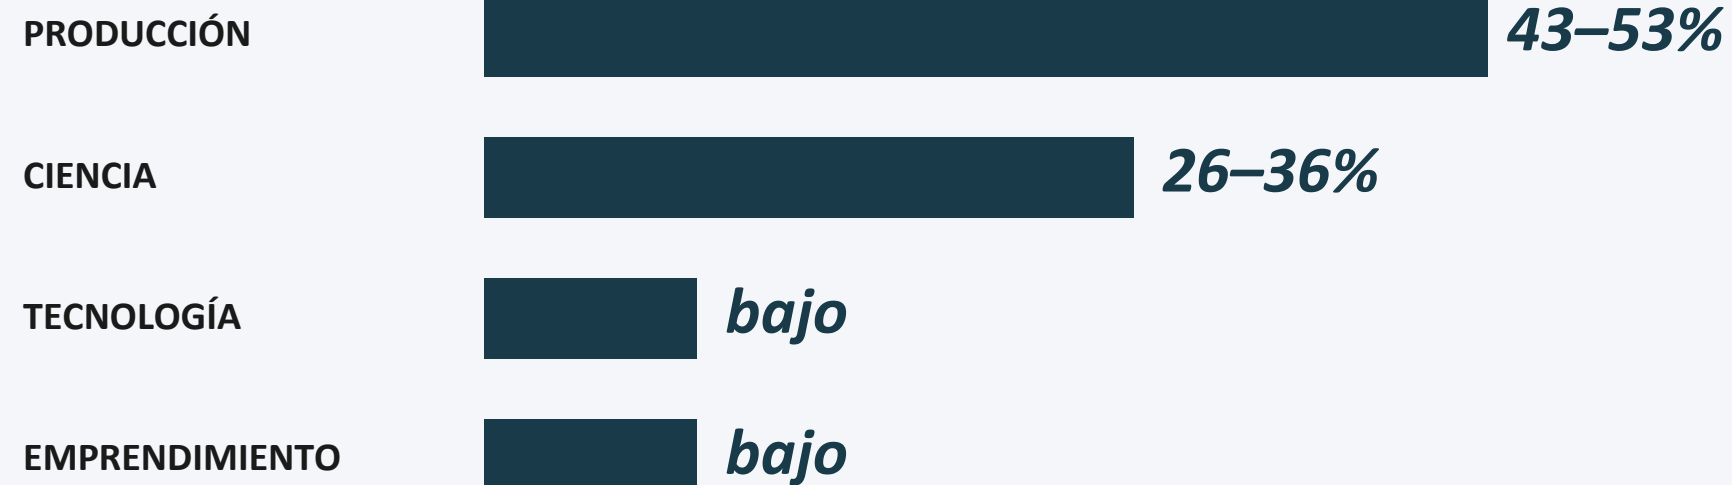 PRODUCCIÓN 43–53%
CIENCIA 26–36%
TECNOLOGÍA bajo
EMPRENDIMIENTO bajo